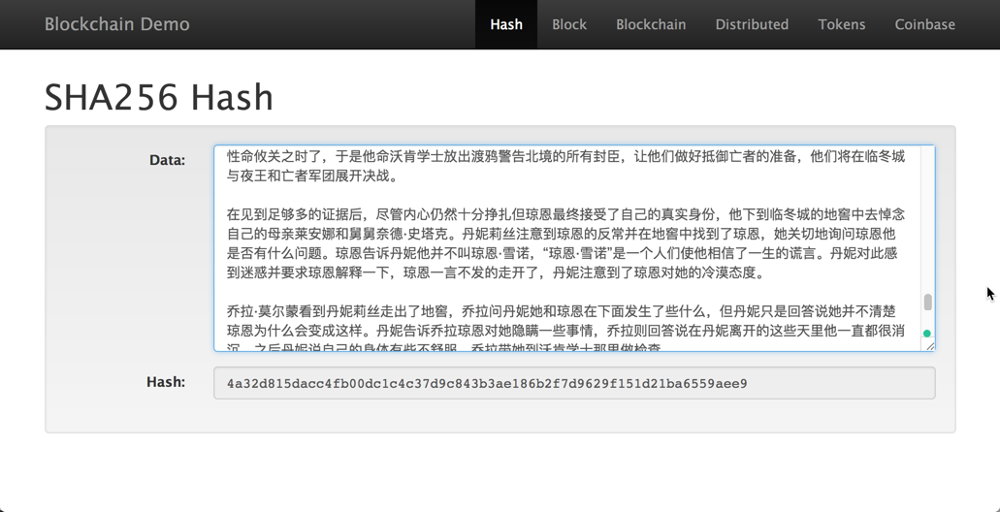 Blockchain Demo
Hash
Block
Blockchain
Distributed
Tokens
Coinbase
SHA256 Hash
Data:
性命攸关之时了，于是他命沃肯学士放出渡鸦警告北境的所有封臣，让他们做好抵御亡者的准备，他们将在临冬城
与夜王和亡者军团展开决战。
在见到足够多的证据后，尽管内心仍然十分挣扎但琼恩最终接受了自己的真实身份，他下到临冬城的地窖中去悼念
自己的母亲莱安娜和舅舅奈德·史塔克。丹妮莉丝注意到琼恩的反常并在地窖中找到了琼恩，她关切地询问琼恩他
是否有什么问题。琼恩告诉丹妮他并不叫琼恩·雪诺，“琼恩·雪诺”是一个人们使他相信了一生的谎言。丹妮对此感
到迷惑并要求琼恩解释一下，琼恩一言不发的走开了，丹妮注意到了琼恩对她的冷漠态度。
乔拉·莫尔蒙看到丹妮莉丝走出了地窖，乔拉问丹妮她和琼恩在下面发生了些什么，但丹妮只是回答说她并不清楚
琼恩为什么会变成这样。丹妮告诉乔拉琼恩对她隐瞒一些事情，乔拉则回答说在丹妮离开的这些天里他一直都很消
沉。之后丹妮说自己的身体有些不舒服，乔拉带她到沃肯学士那里做检查
Hash:
4a32d815dacc4fb00dc1c4c37d9c843b3ae186b2f7d9629f151d21ba6559aee9